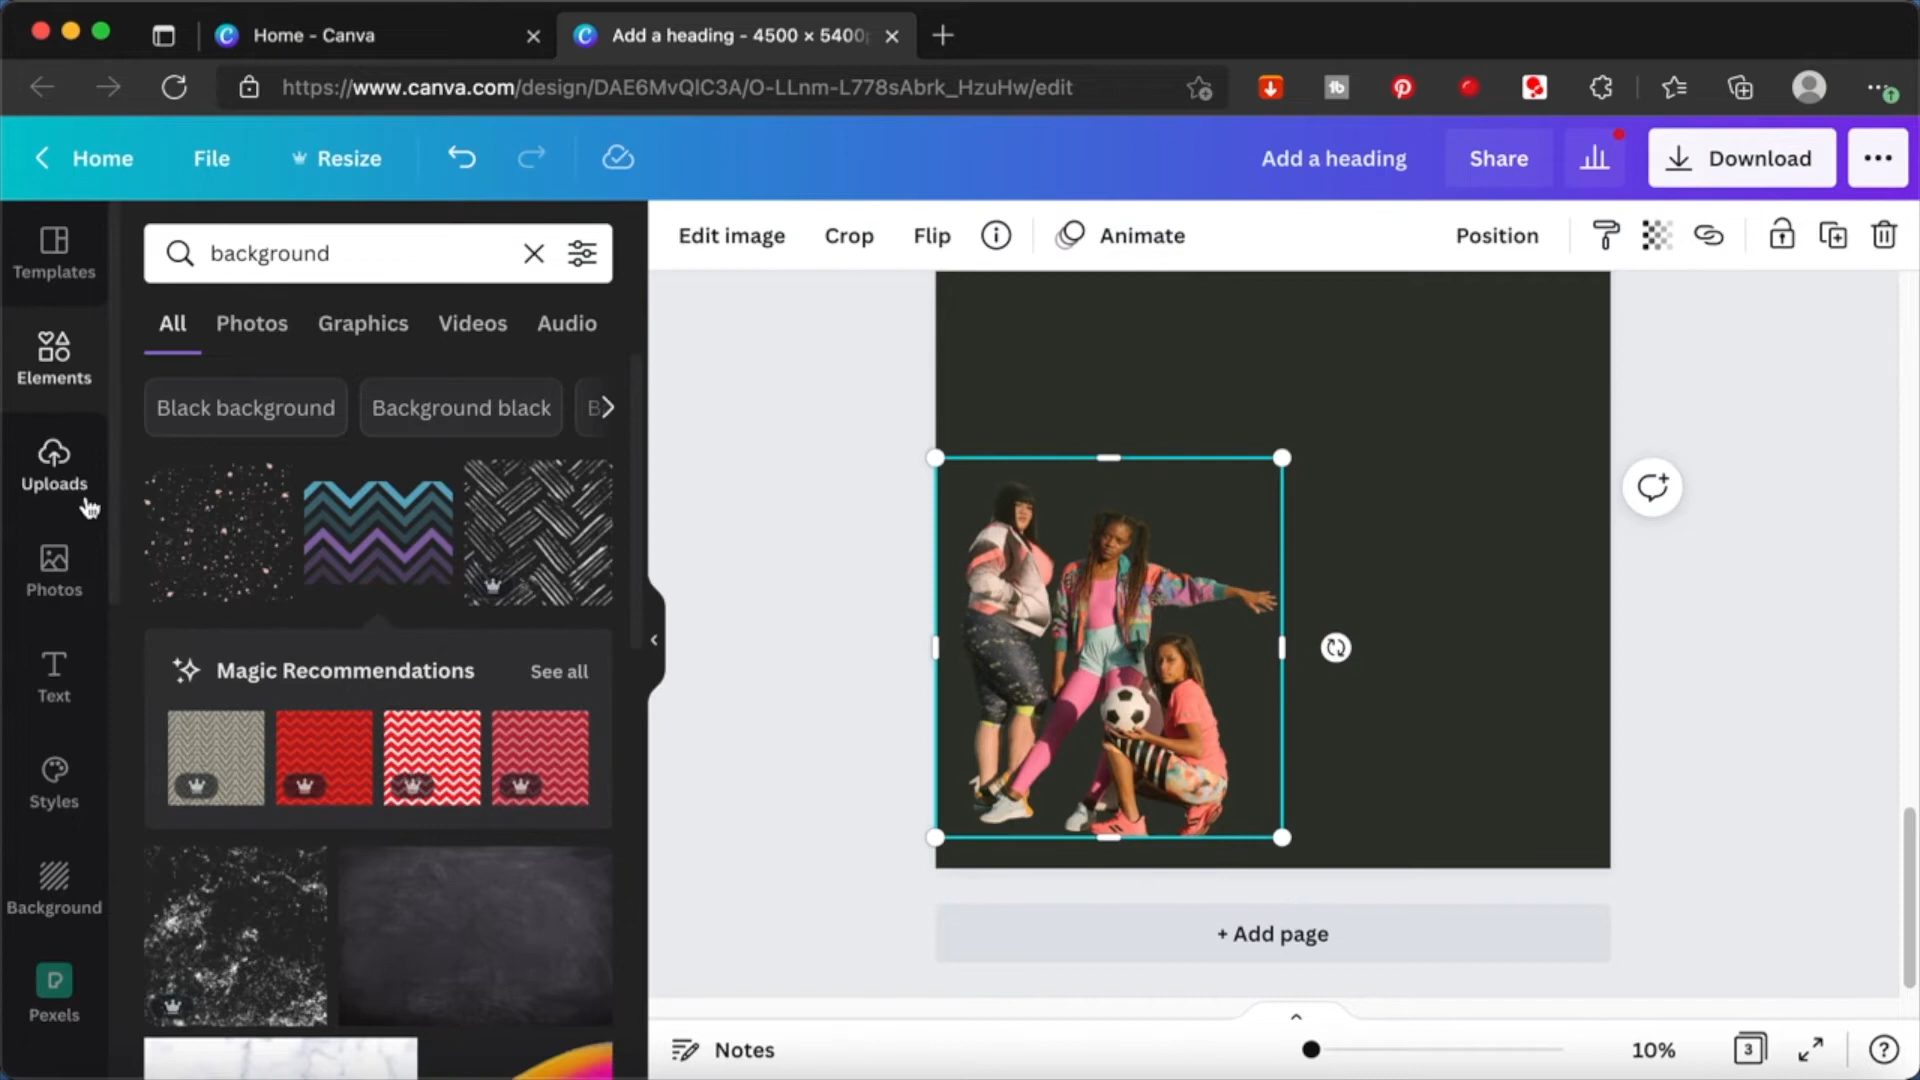 Home - Canva
Add a heading - 4500 × 5400
https://www.canva.com/design/DAE6MvQlC3A/O-LLnm-L778sAbrk_HzuHw/edit
Home
File
Resize
Add a heading
Share
Download
Templates
Elements
Uploads
Photos
Text
Styles
Background
Pexels
background
All
Photos
Graphics
Videos
Audio
Black background
Background black
B
Magic Recommendations
See all
Edit image
Crop
Flip
Animate
Position
+ Add page
Notes
10%
3